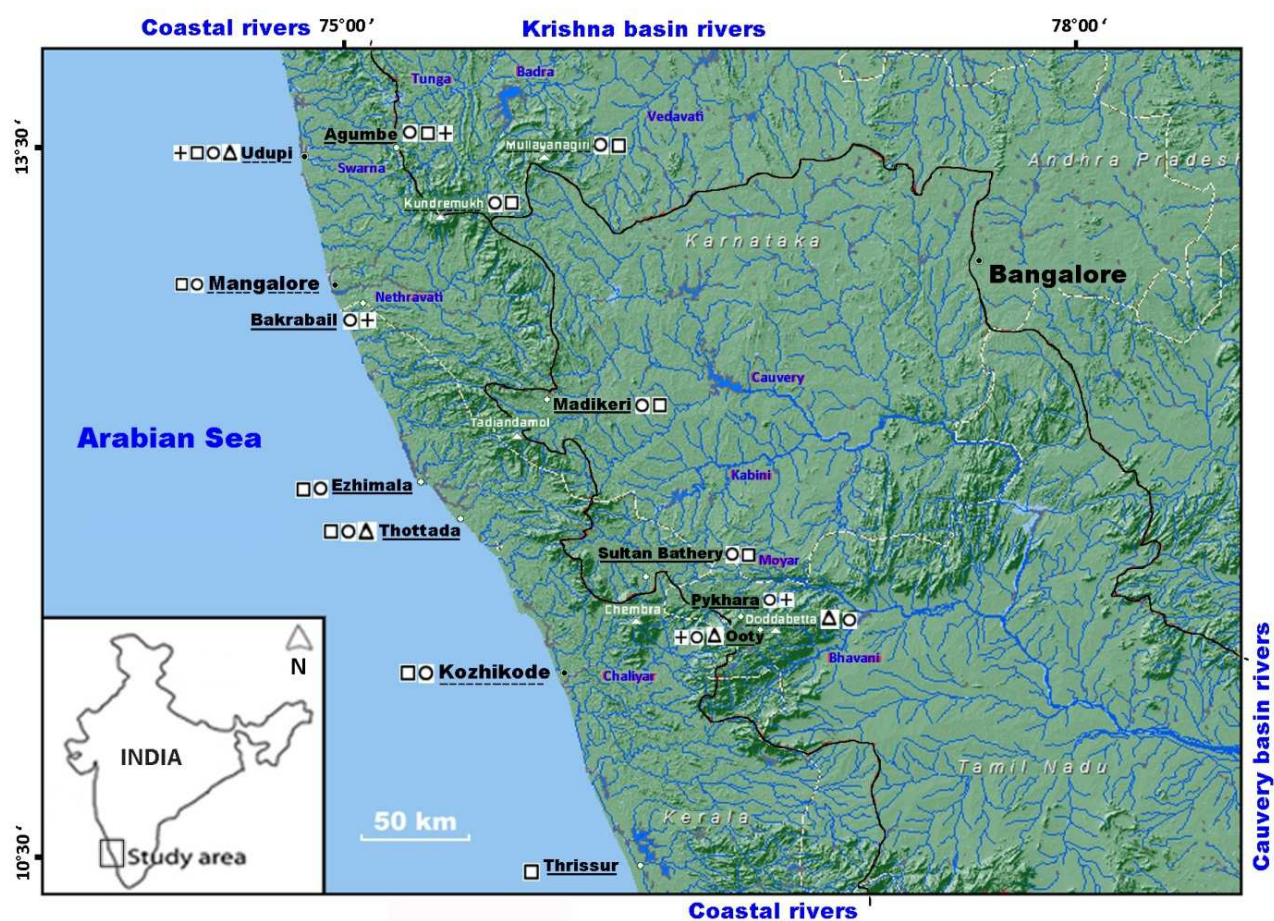 Coastal rivers
75°00´
Krishna basin rivers
78°00´
Tunga
Badra
Vedavati
13°30´
Agumbe
Mullayanagiri
Udupi
Swarna
Andhra Pradesh
Kundremukh
Karnataka
Mangalore
Nethravati
Bangalore
Bakrabail
Cauvery
Madikeri
Tadiandamol
Arabian Sea
Ezhimala
Kabini
Thottada
Sultan Bathery
Moyar
Pykhara
Chembra
Doddabetta
Ooty
Bhavani
N
Kozhikode
Chaliyar
INDIA
Tamil Nadu
50 km
Kerala
Study area
10°30´
Thrissur
Cauvery basin rivers
Coastal rivers